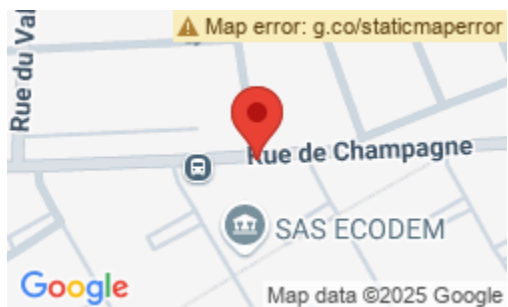 Map error: g.co/staticmaperror
Rue du Val
Rue de Champagne
SAS ECODEM
Google
Map data ©2025 Google